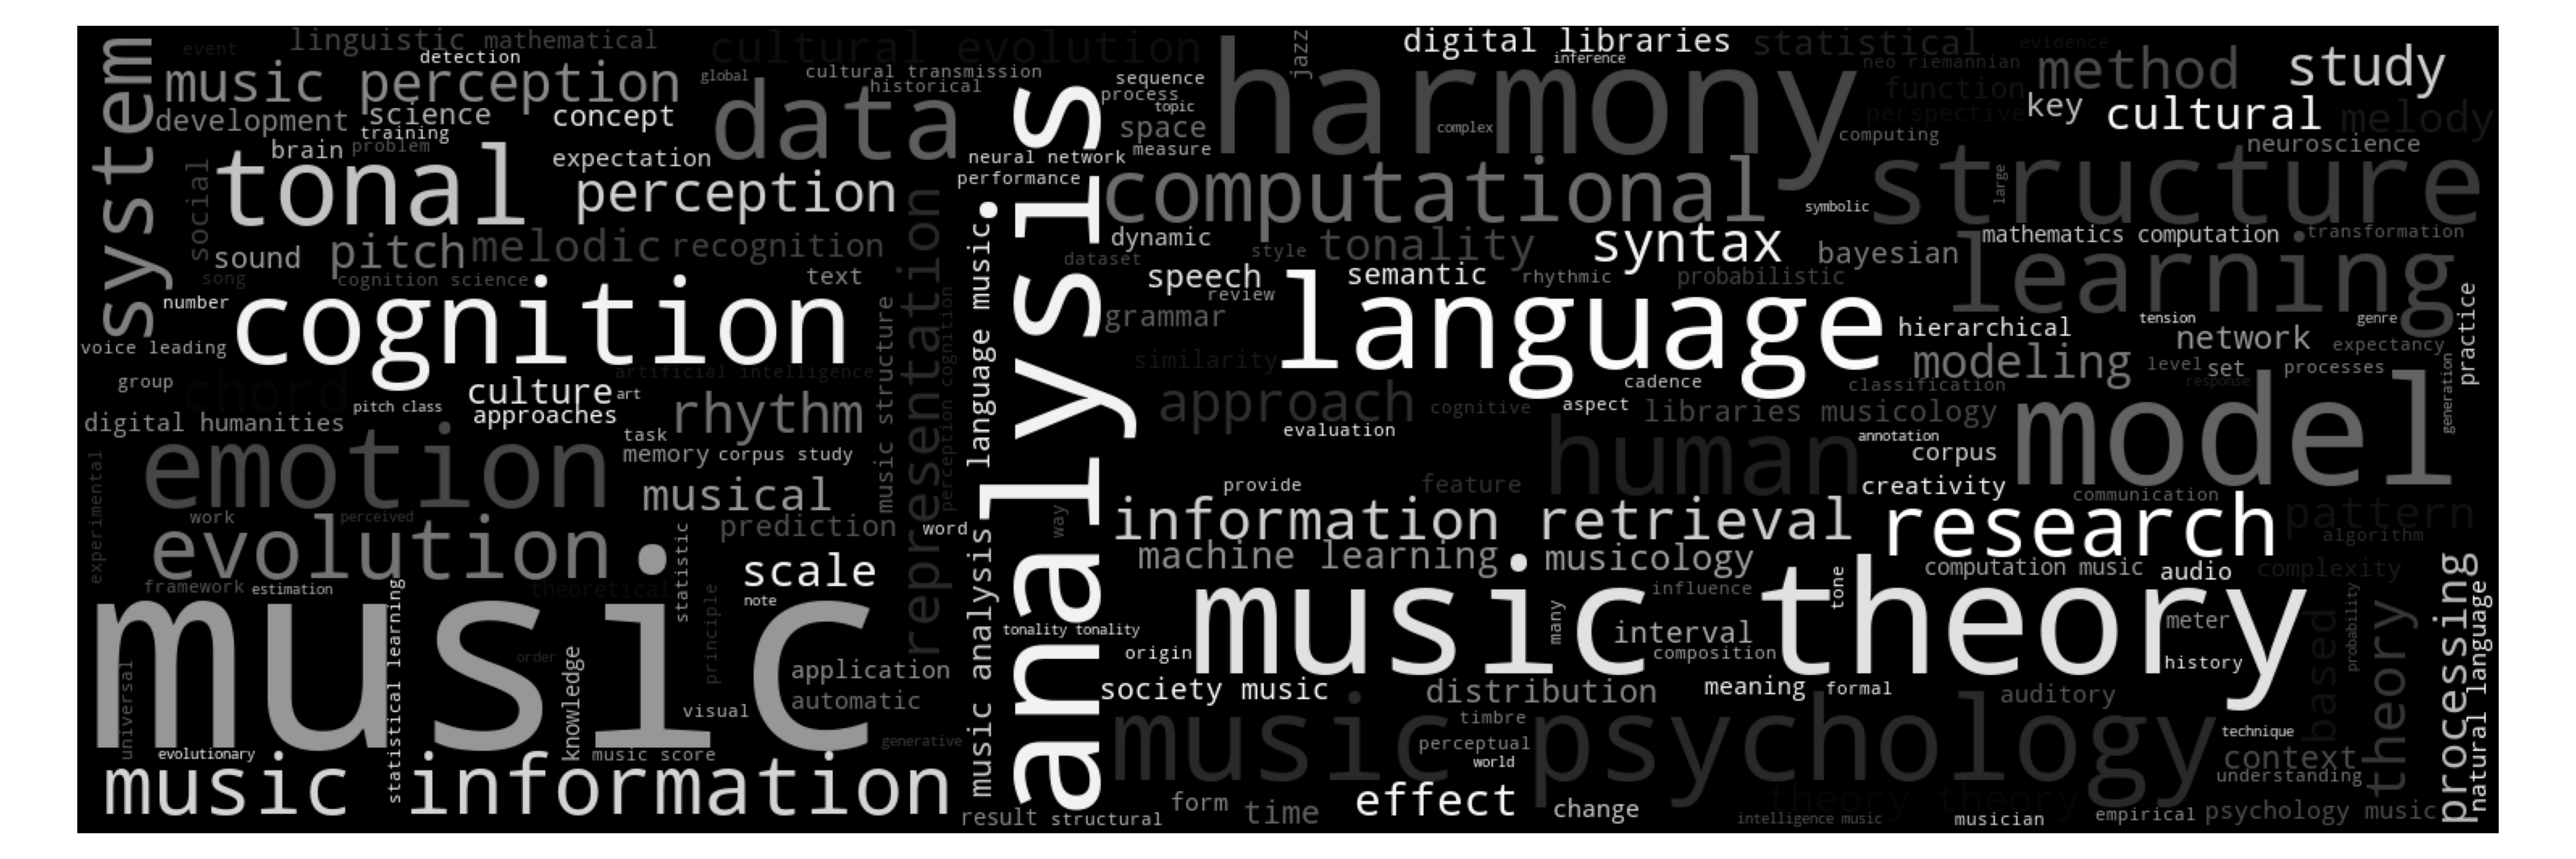 system
event
linguistic
mathematical
detection
music perception
development
science
training
brain
problem
concept
expectation
global
cultural evolution
cultural transmission
historical
data
tonal
perception
social
sound
pitch
melodic
recognition
song
cognition science
text
number
cognition
voice leading
group
chord
artificial intelligence
culture
art
pitch class
approaches
digital humanities
task
rhythm
emotion
memory
corpus study
musical
experimental
work
perceived
prediction
word
evolution
statistic
scale
framework
estimation
theoretical
note
principle
music
universal
statistical learning
order
knowledge
application
automatic
visual
evolutionary
music score
generative
music information
music structure
representation
perception cognition
music analysis
language music
analysis
way
neural network
performance
sequence
process
topic
space
measure
jazz
harmony
complex
digital libraries
inference
statistical
evidence
neo riemannian
function
perspective
computing
method
study
key
cultural
melody
neuroscience
computational
symbolic
large
structure
dynamic
dataset
style
tonality
syntax
bayesian
mathematics computation
transformation
speech
review
semantic
rhythmic
probabilistic
learning
grammar
language
hierarchical
tension
genre
network
expectancy
practice
similarity
cadence
modeling
level
set
processes
response
classification
generation
approach
cognitive
aspect
libraries musicology
evaluation
human
annotation
corpus
model
music cognition
provide
feature
creativity
communication
information retrieval
research
pattern
algorithm
machine learning
musicology
computation music
audio
complexity
influence
tone
music theory
many
interval
composition
tonality tonality
origin
meter
history
based
probability
theory
processing
natural language
society music
distribution
meaning
formal
auditory
timbre
perceptual
world
music psychology
technique
context
understanding
result
structural
form
time
effect
change
theory theory
intelligence music
musician
empirical
psychology music